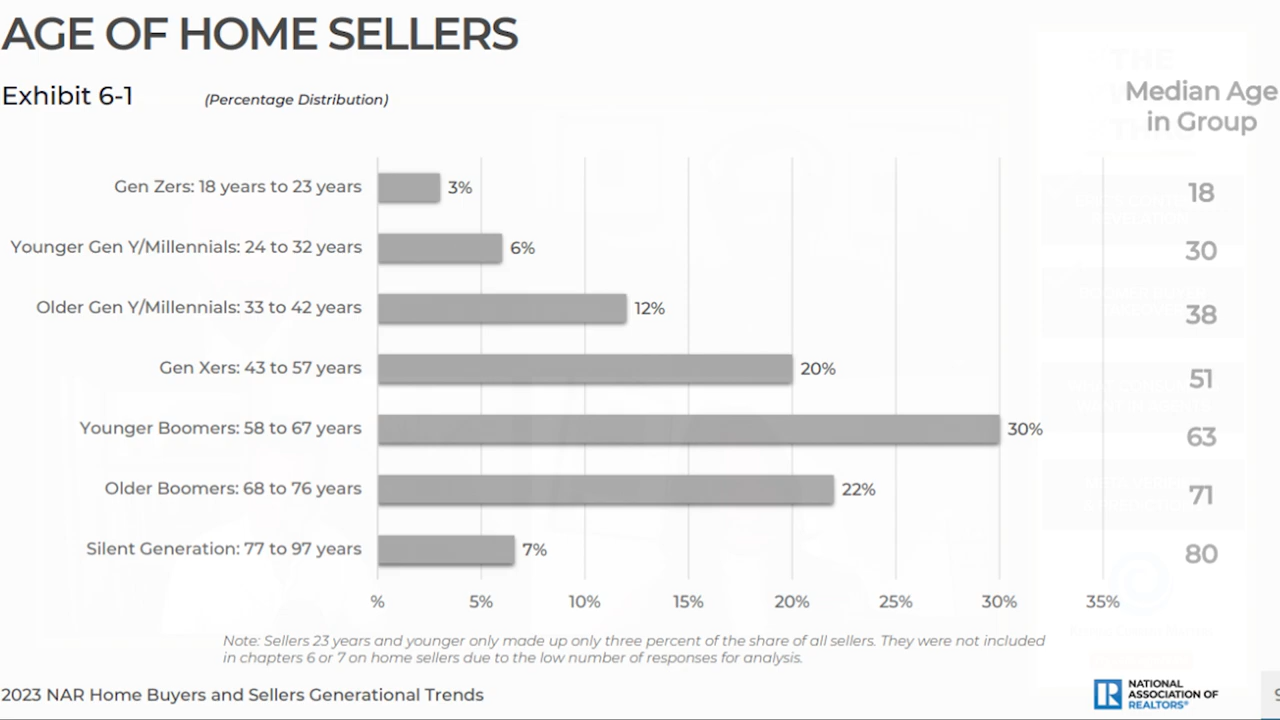 AGE OF HOME SELLERS
Exhibit 6-1
(Percentage Distribution)
Median Age
in Group
Gen Zers: 18 years to 23 years
3%
18
Younger Gen Y/Millennials: 24 to 32 years
6%
30
Older Gen Y/Millennials: 33 to 42 years
12%
38
Gen Xers: 43 to 57 years
20%
51
Younger Boomers: 58 to 67 years
30%
63
Older Boomers: 68 to 76 years
22%
71
Silent Generation: 77 to 97 years
7%
80
% 5% 10% 15% 20% 25% 30% 35%
Note: Sellers 23 years and younger only made up only three percent of the share of all sellers. They were not included
in chapters 6 or 7 on home sellers due to the low number of responses for analysis.
2023 NAR Home Buyers and Sellers Generational Trends
NATIONAL
ASSOCIATION OF
REALTORS®